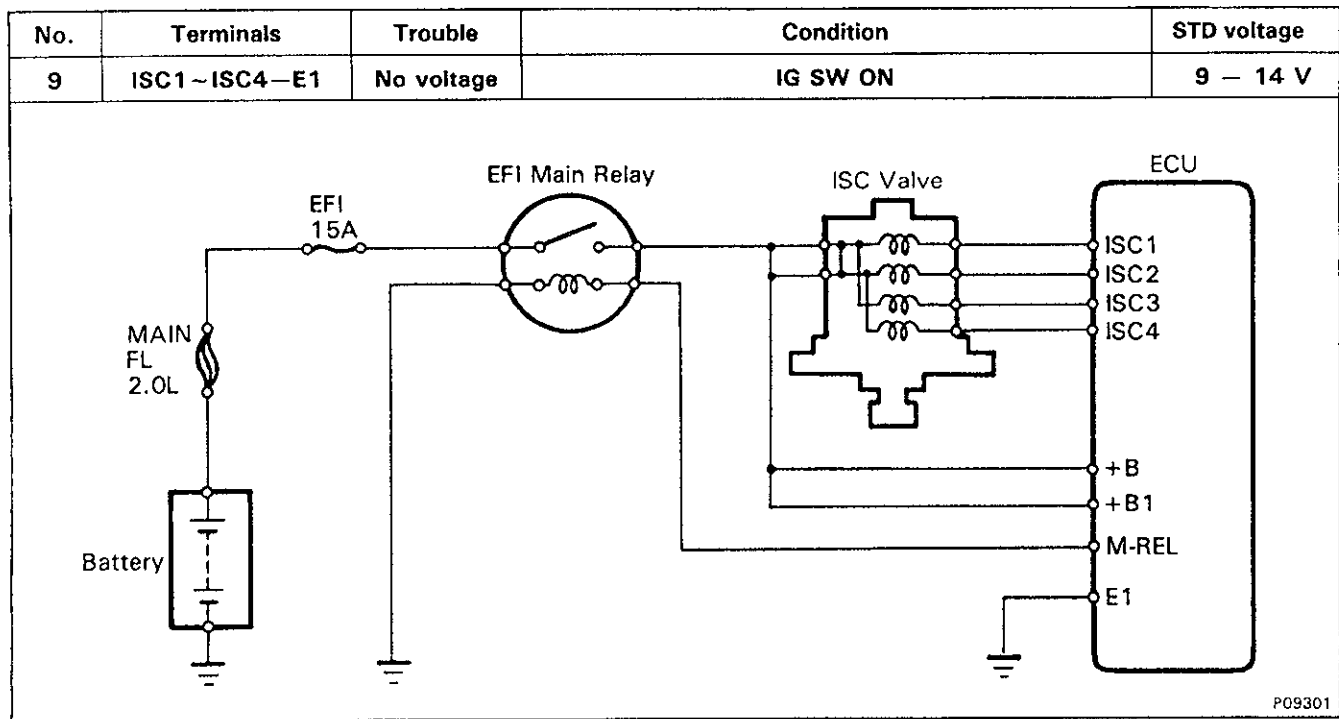 No. Terminals Trouble Condition STD voltage
9 ISC1~ISC4—E1 No voltage IG SW ON 9 — 14 V
ECU
EFI Main Relay
ISC Valve
EFI
15A
ISC1
ISC2
ISC3
ISC4
MAIN
FL
2.0L
+B
+B1
Battery
M-REL
E1
P09301